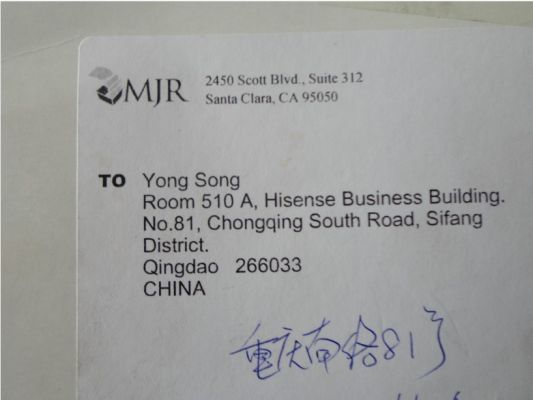 MJR 2450 Scott Blvd., Suite 312
Santa Clara, CA 95050
TO Yong Song
Room 510 A, Hisense Business Building.
No.81, Chongqing South Road, Sifang
District.
Qingdao 266033
CHINA
重庆南路81号